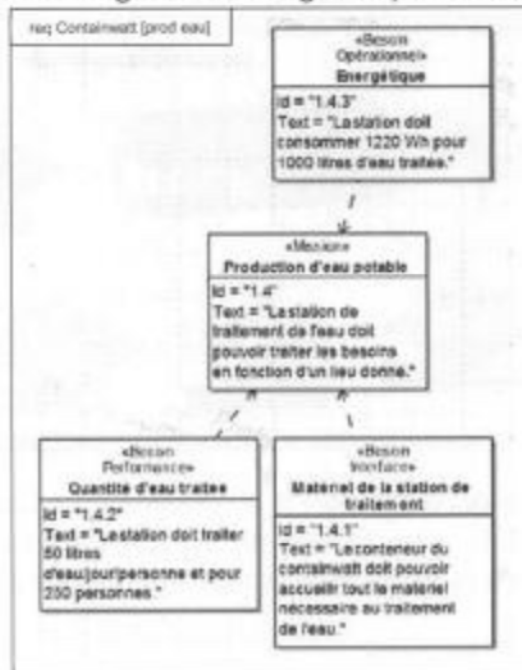 req Containwatt [prod eau]
«Besoin
Opérationnel»
Energétique
Id = "1.4.3"
Text = "La station doit
consommer 1220 Wh pour
1000 litres d'eau traitée."
«Mission»
Production d'eau potable
Id = "1.4"
Text = "La station de
traitement de l'eau doit
pouvoir traiter les besoins
en fonction d'un lieu donné."
«Besoin
Performance»
Quantité d'eau traitée
Id = "1.4.2"
Text = "La station doit traiter
50 litres
d'eau/jour/personne et pour
250 personnes."
«Besoin
Interface»
Matériel de la station de
traitement
Id = "1.4.1"
Text = "Le conteneur du
containwatt doit pouvoir
accueillir tout le matériel
nécessaire au traitement
de l'eau."